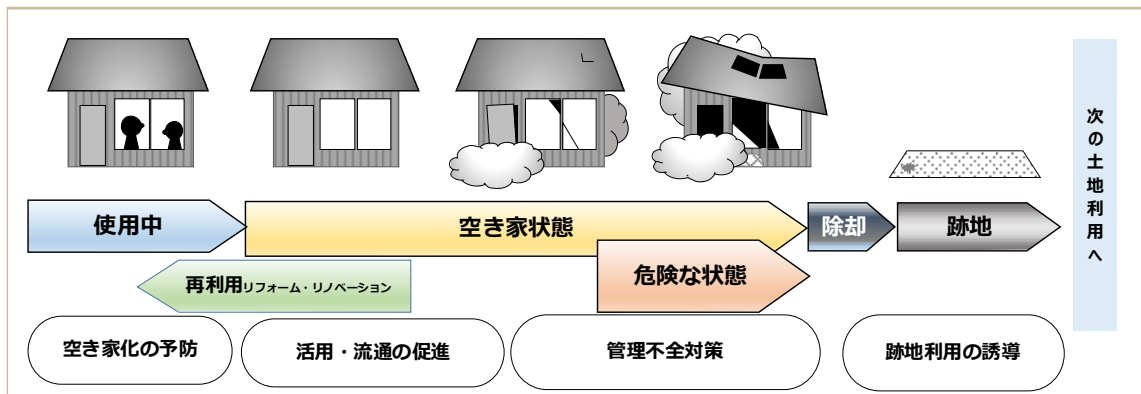 使用中
空き家状態
除却
跡地
次の土地利用へ
再利用リフォーム・リノベーション
危険な状態
空き家化の予防
活用・流通の促進
管理不全対策
跡地利用の誘導